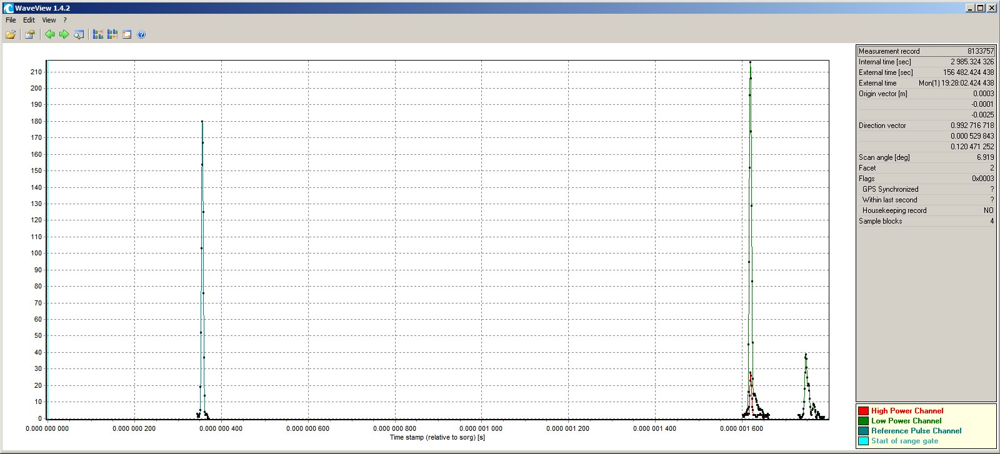 WaveView 1.4.2
File Edit View ?
210
200
190
180
170
160
150
140
130
120
110
100
90
80
70
60
50
40
30
20
10
0
0.000 000 000 0.000 000 200 0.000 000 400 0.000 000 600 0.000 000 800 0.000 001 000 0.000 001 200 0.000 001 400 0.000 001 600
Time stamp (relative to sorg) [s]
Measurement record 8133757
Internal time [sec] 2 985.324 326
External time [sec] 156 482.424 438
External time Mon(1) 19:28:02.424 438
Origin vector [m] 0.0003
-0.0001
-0.0025
Direction vector 0.992 716 718
0.000 529 843
0.120 471 252
Scan angle [deg] 6.919
Facet 2
Flags 0x0003
GPS Synchronized ?
Within last second ?
Housekeeping record NO
Sample blocks 4
High Power Channel
Low Power Channel
Reference Pulse Channel
Start of range gate